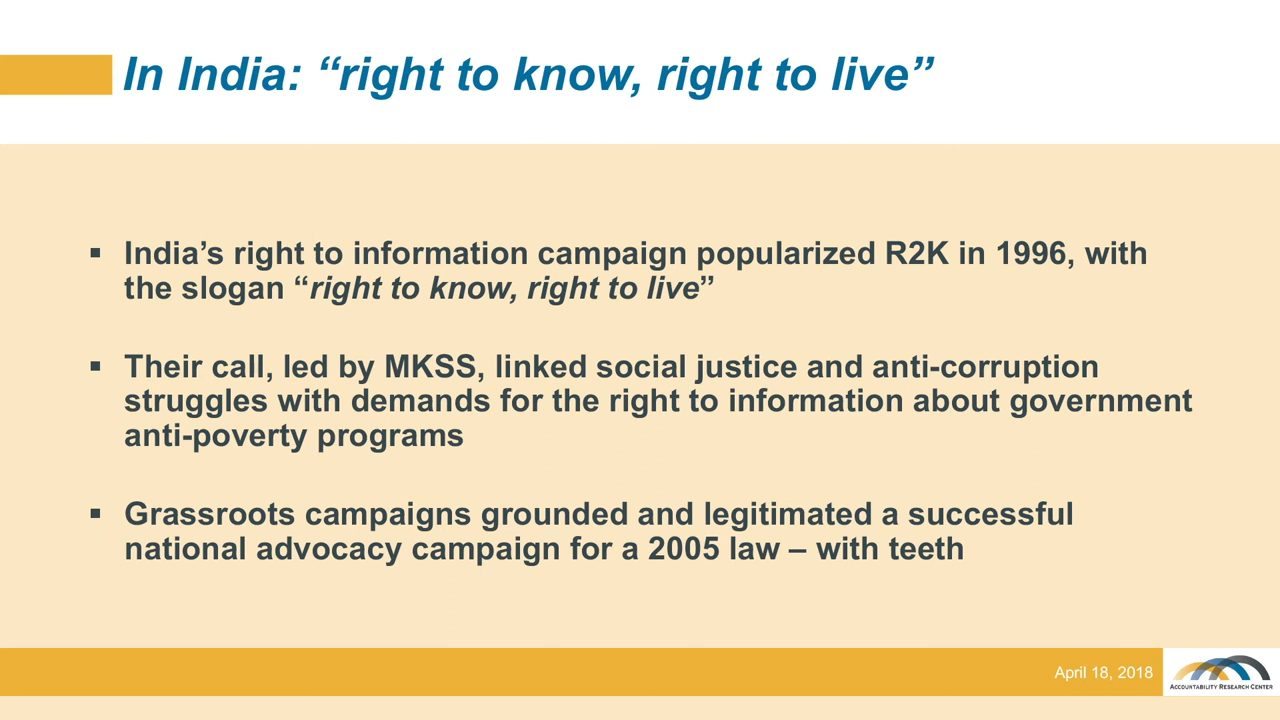 In India: “right to know, right to live”
▪ India’s right to information campaign popularized R2K in 1996, with
the slogan “right to know, right to live”
▪ Their call, led by MKSS, linked social justice and anti-corruption
struggles with demands for the right to information about government
anti-poverty programs
▪ Grassroots campaigns grounded and legitimated a successful
national advocacy campaign for a 2005 law – with teeth
April 18, 2018
ACCOUNTABILITY RESEARCH CENTER